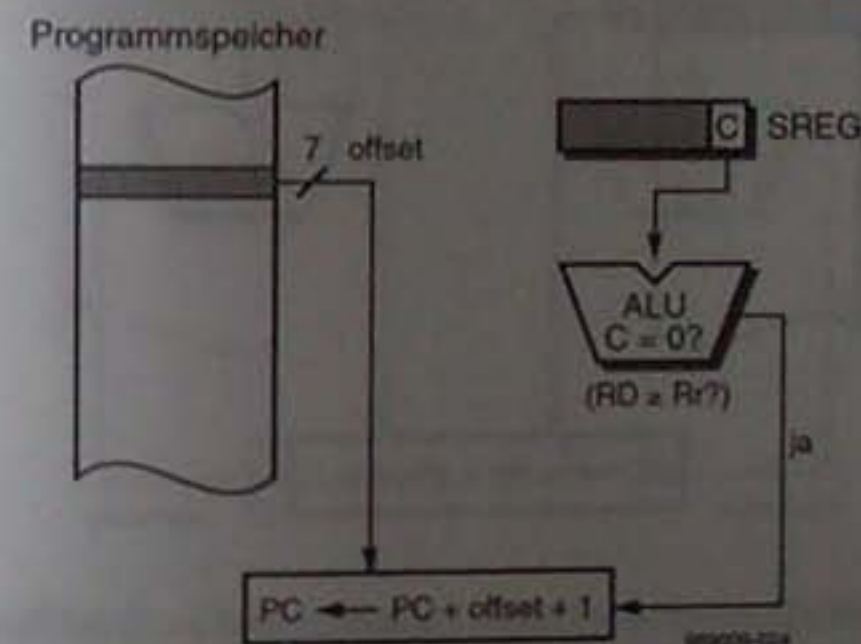 Programmspeicher
7 offset
C SREG
ALU
C = 0?
(RD ≥ Rr?)
ja
PC ← PC + offset + 1